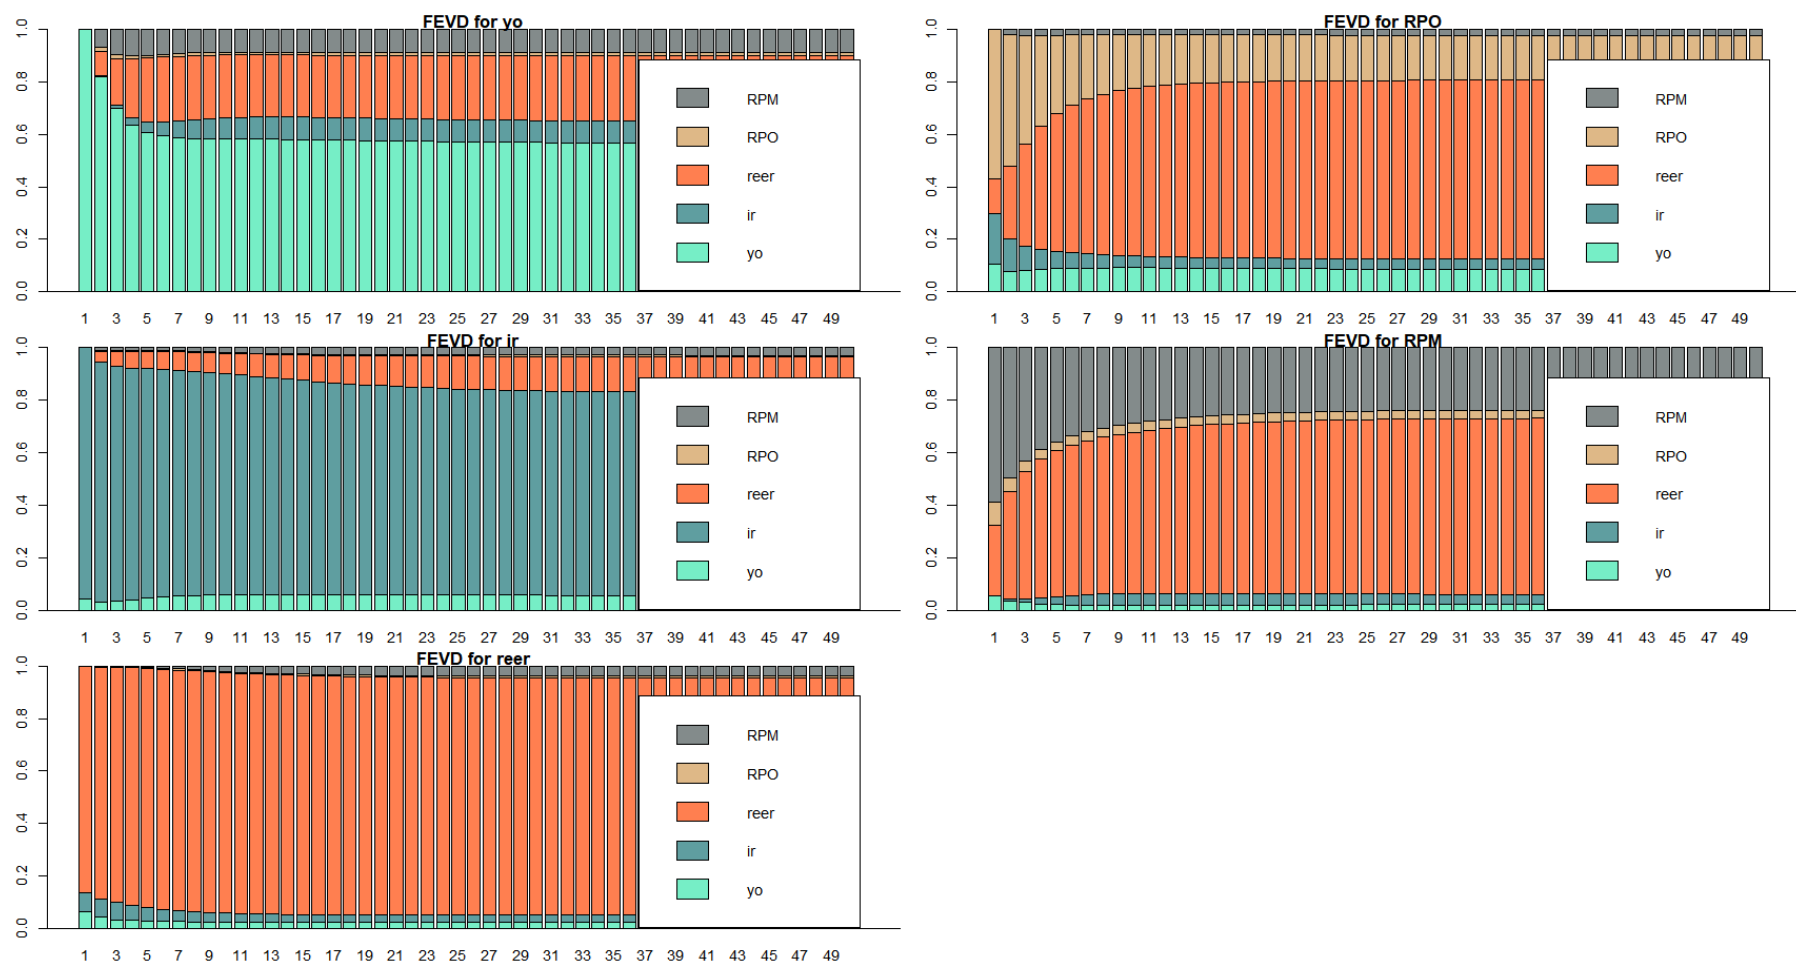 FEVD for yo
1.0
0.8
0.6
0.4
0.2
0.0
RPM
RPO
reer
ir
yo
1 3 5 7 9 11 13 15 17 19 21 23 25 27 29 31 33 35 37 39 41 43 45 47 49
FEVD for RPO
1.0
0.8
0.6
0.4
0.2
0.0
RPM
RPO
reer
ir
yo
1 3 5 7 9 11 13 15 17 19 21 23 25 27 29 31 33 35 37 39 41 43 45 47 49
FEVD for ir
1.0
0.8
0.6
0.4
0.2
0.0
RPM
RPO
reer
ir
yo
1 3 5 7 9 11 13 15 17 19 21 23 25 27 29 31 33 35 37 39 41 43 45 47 49
FEVD for RPM
1.0
0.8
0.6
0.4
0.2
0.0
RPM
RPO
reer
ir
yo
1 3 5 7 9 11 13 15 17 19 21 23 25 27 29 31 33 35 37 39 41 43 45 47 49
FEVD for reer
1.0
0.8
0.6
0.4
0.2
0.0
RPM
RPO
reer
ir
yo
1 3 5 7 9 11 13 15 17 19 21 23 25 27 29 31 33 35 37 39 41 43 45 47 49